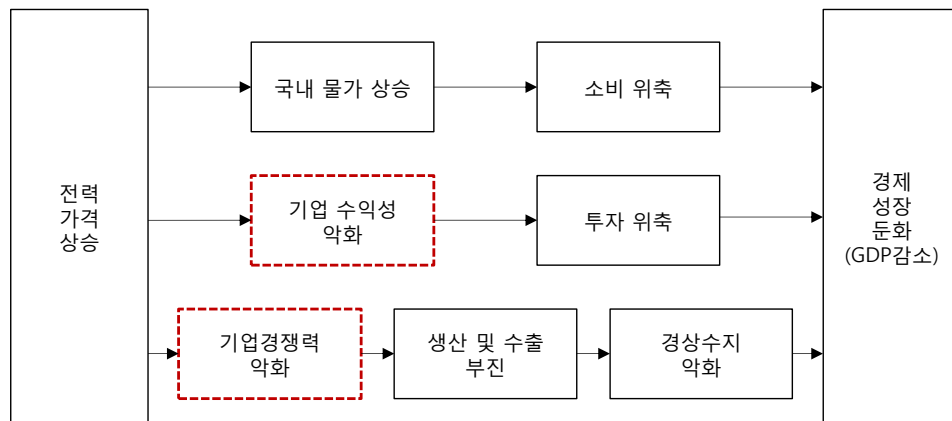 전력
가격
상승
국내 물가 상승
소비 위축
기업 수익성
악화
투자 위축
기업경쟁력
악화
생산 및 수출
부진
경상수지
악화
경제
성장
둔화
(GDP감소)